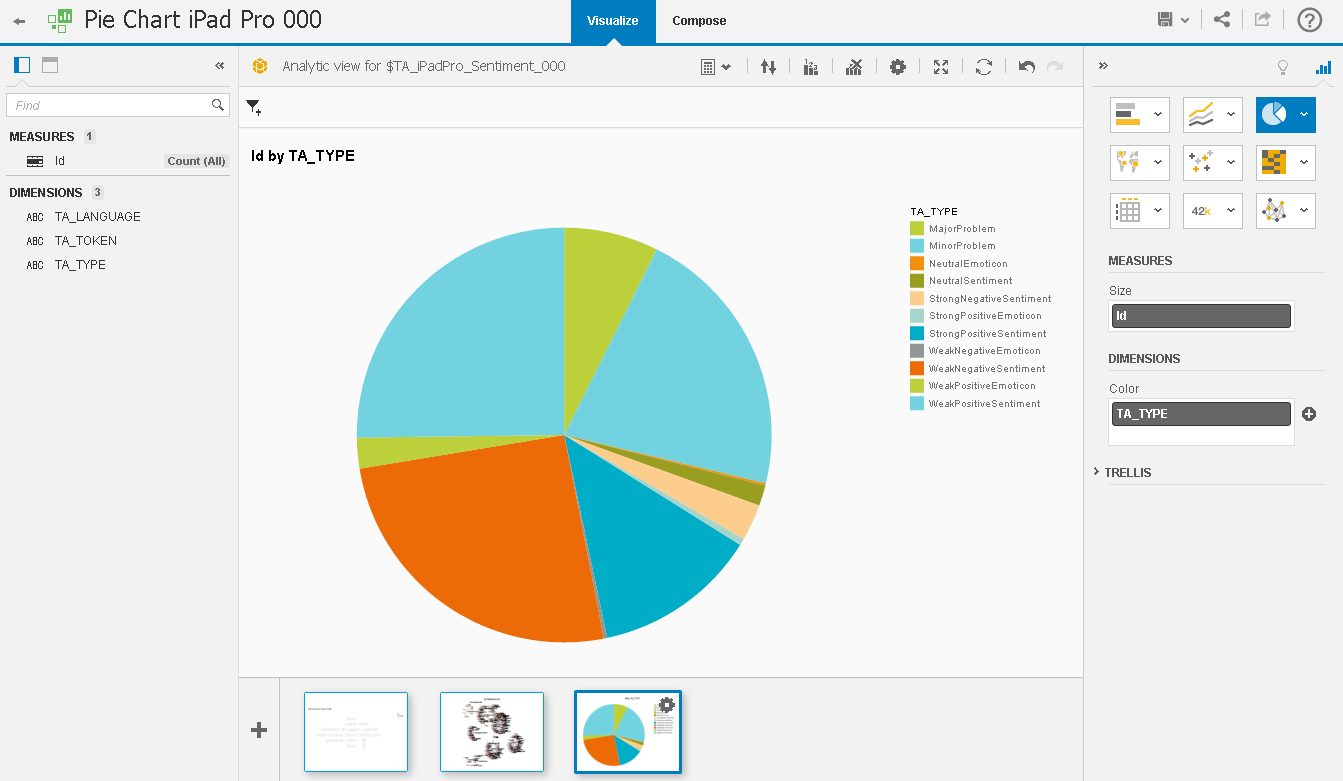 Pie Chart iPad Pro 000
Visualize
Compose
Find
MEASURES 1
Id Count (All)
DIMENSIONS 3
ABC TA_LANGUAGE
ABC TA_TOKEN
ABC TA_TYPE
Analytic view for $TA_iPadPro_Sentiment_000
Id by TA_TYPE
TA_TYPE
MajorProblem
MinorProblem
NeutralEmoticon
NeutralSentiment
StrongNegativeSentiment
StrongPositiveEmoticon
StrongPositiveSentiment
WeakNegativeEmoticon
WeakNegativeSentiment
WeakPositiveEmoticon
WeakPositiveSentiment
42k
MEASURES
Size
Id
DIMENSIONS
Color
TA_TYPE
TRELLIS